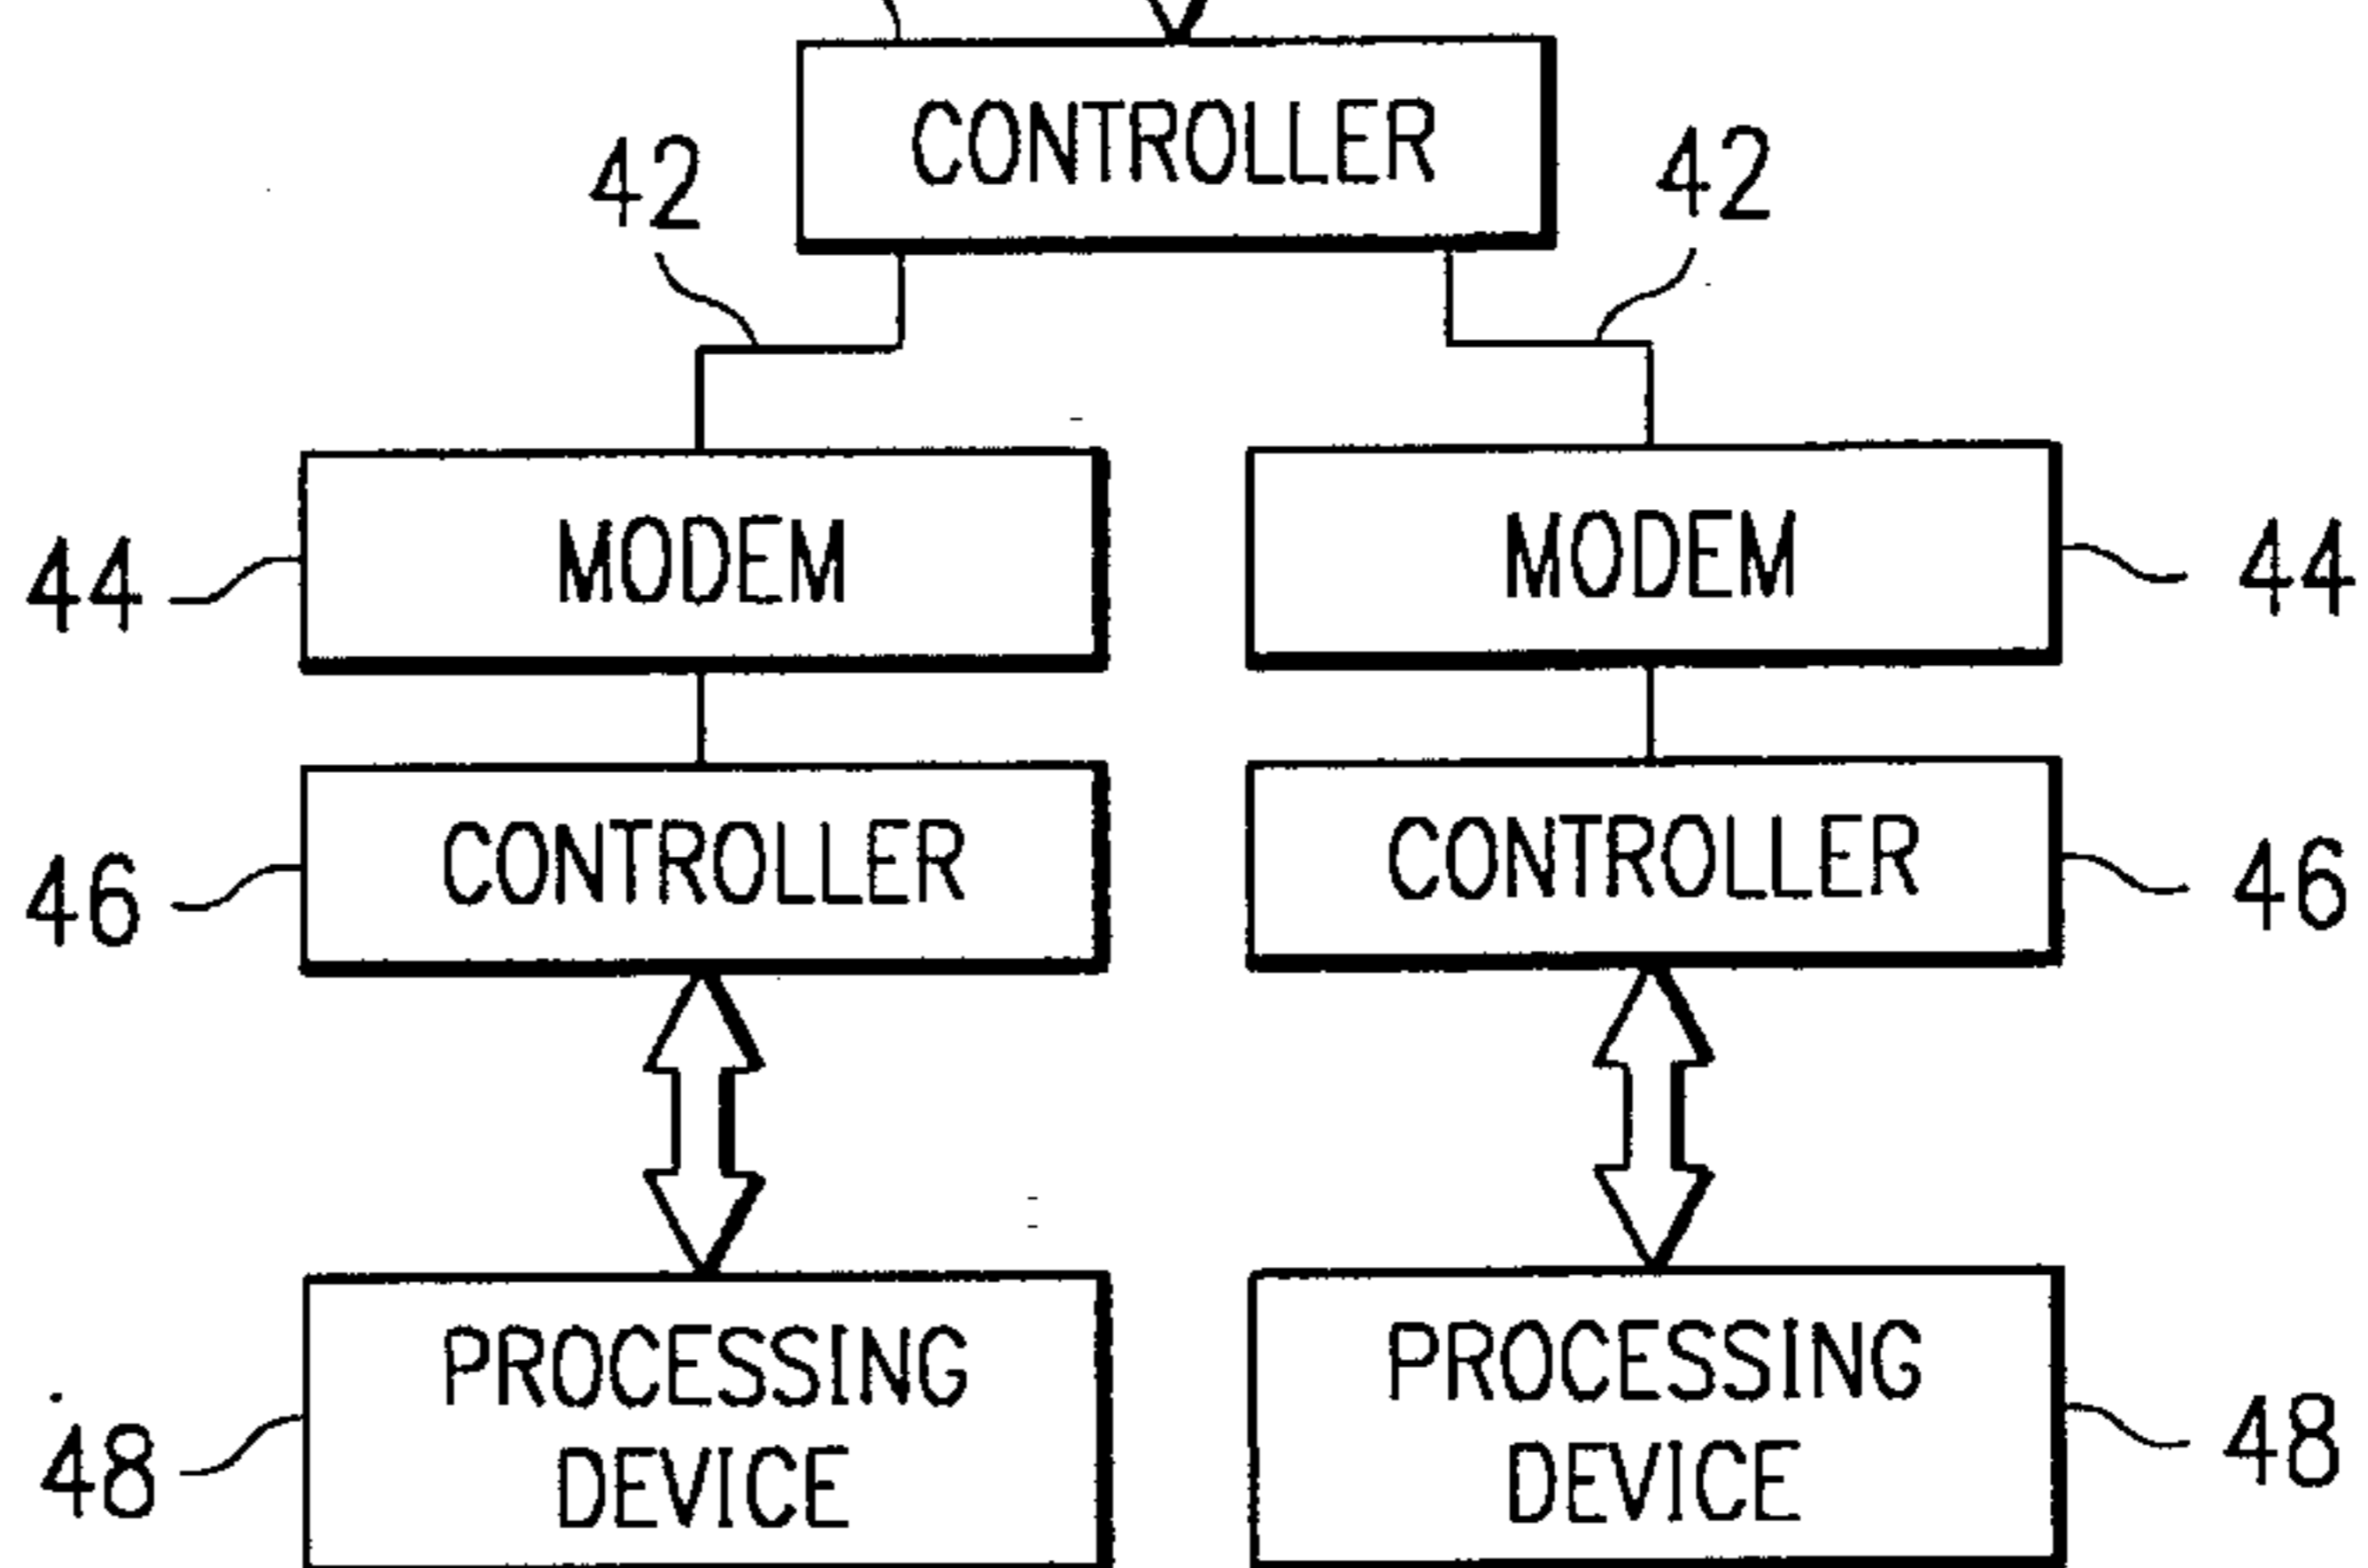 CONTROLLER
42
42
MODEM
MODEM
44
44
CONTROLLER
CONTROLLER
46
46
PROCESSING
DEVICE
PROCESSING
DEVICE
48
48